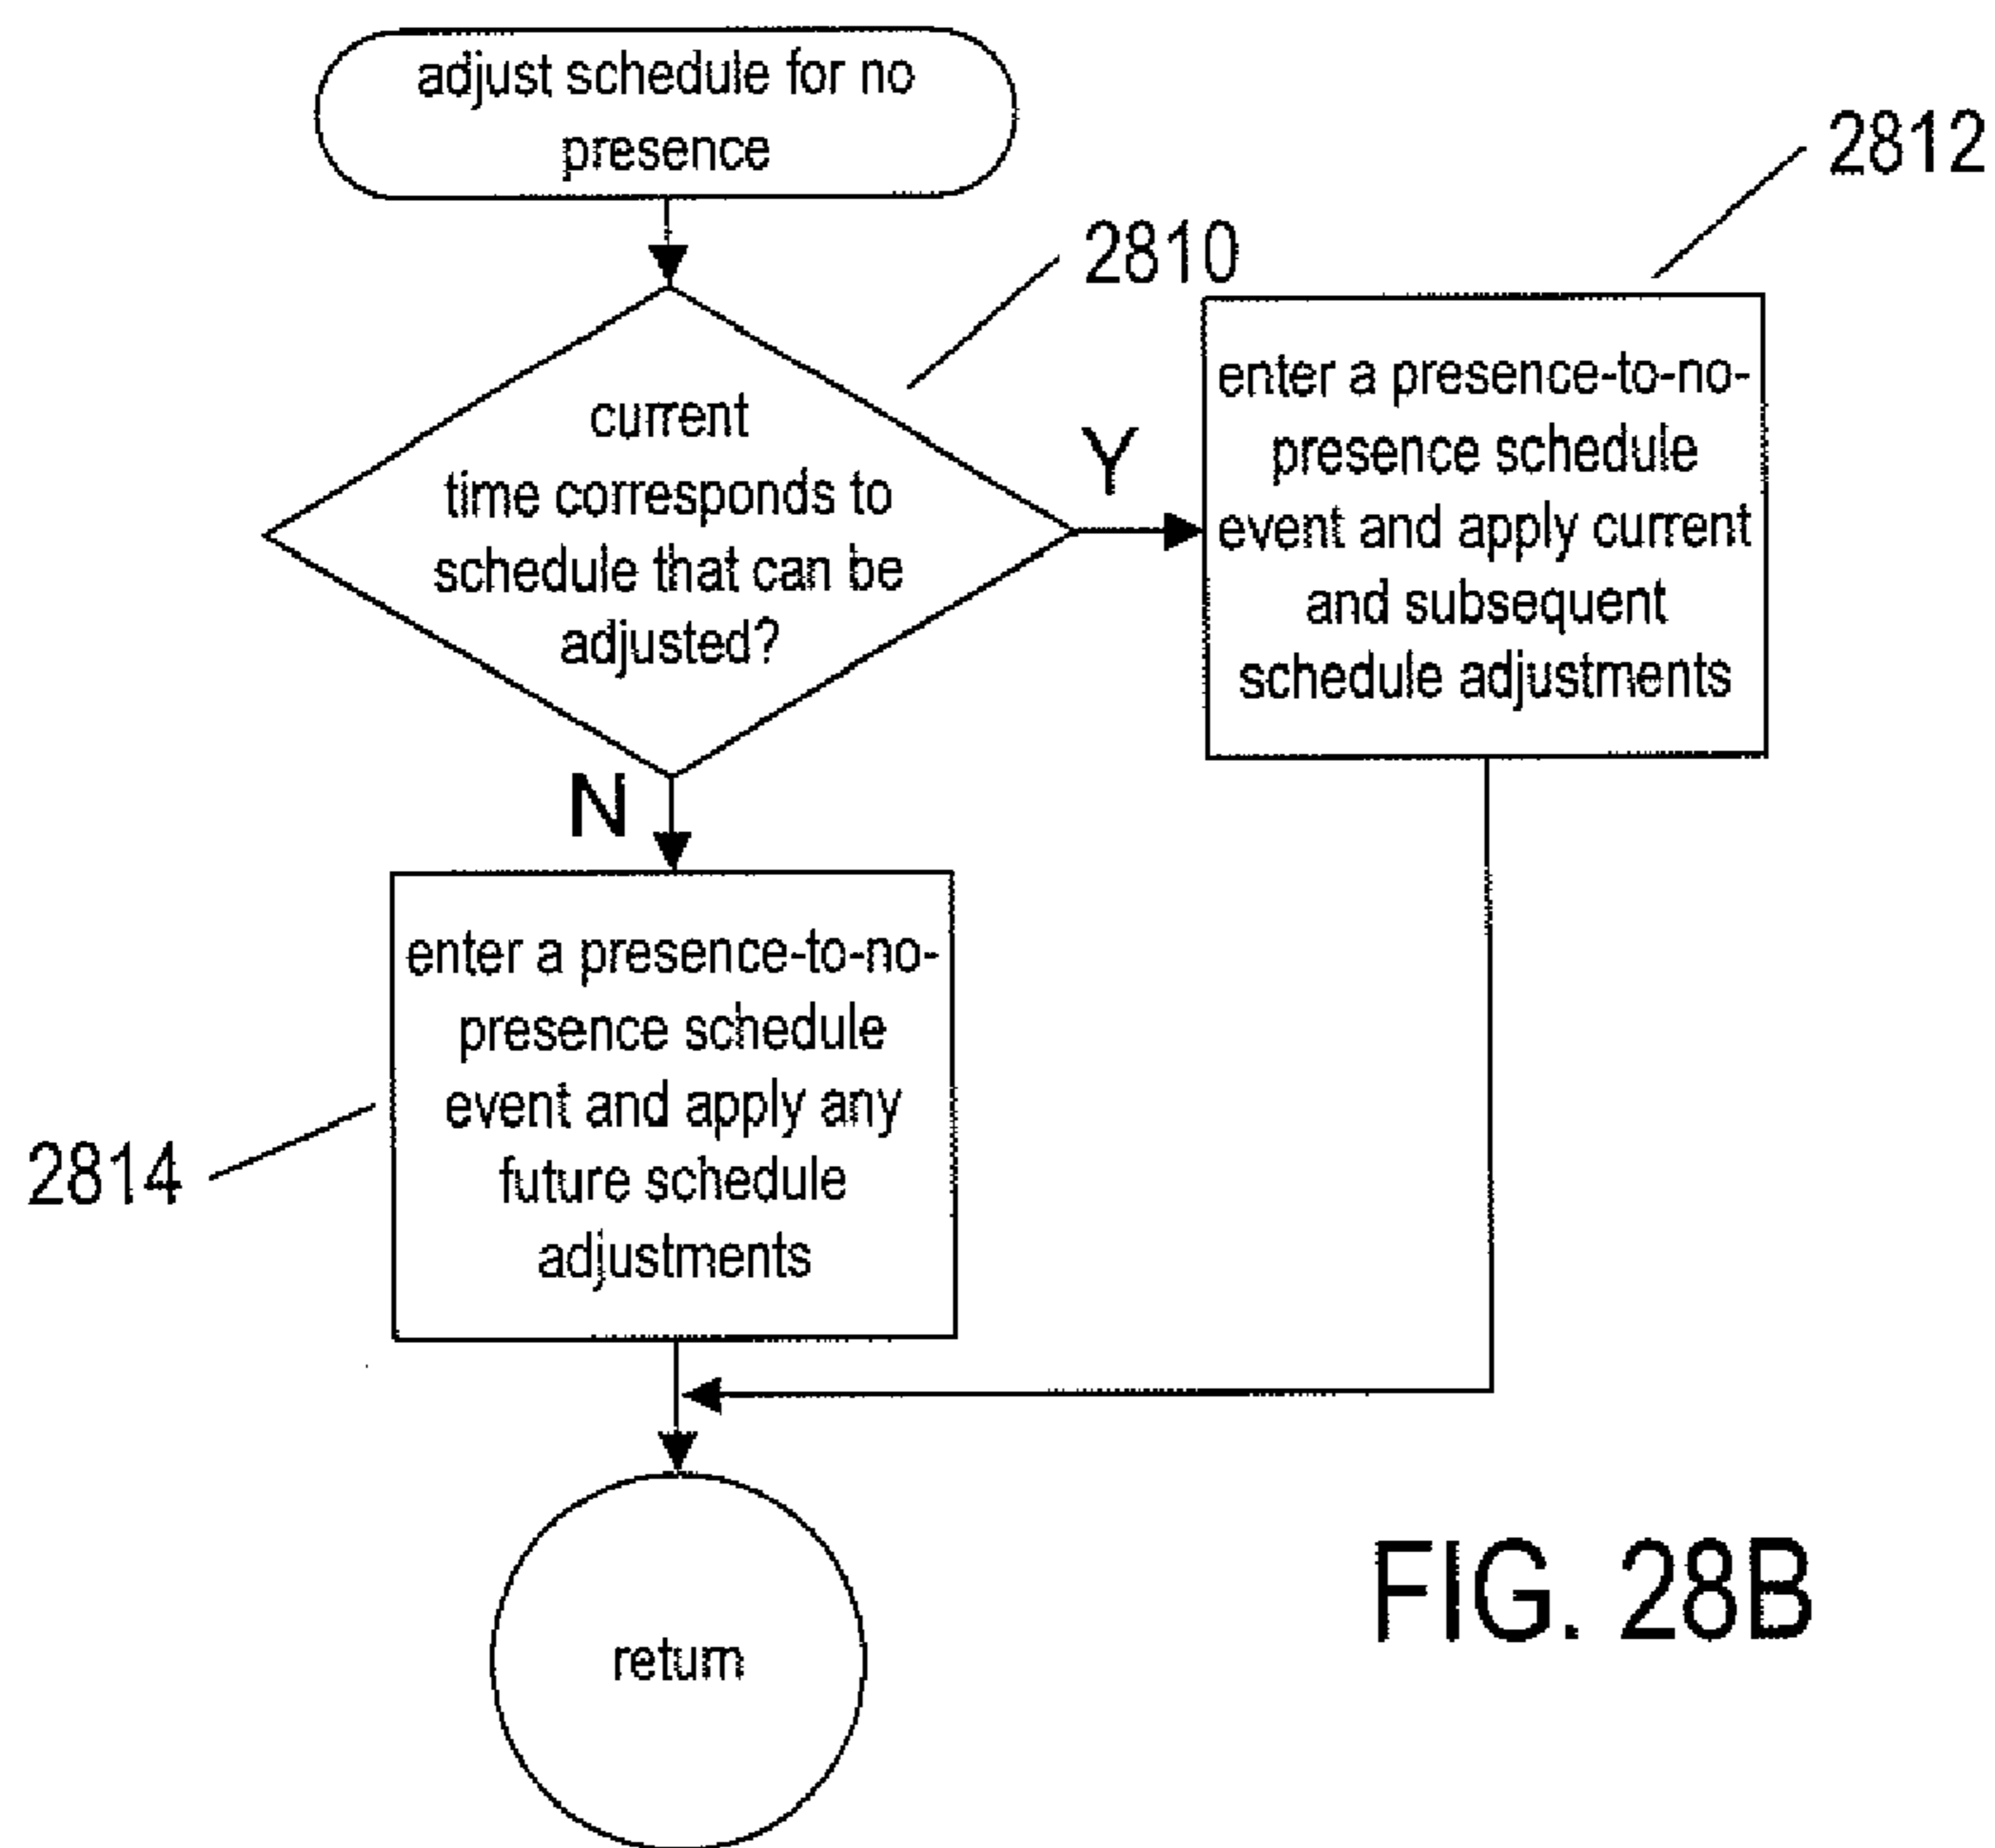 adjust schedule for no
presence
2812
2810
current
time corresponds to
schedule that can be
adjusted?
Y
enter a presence-to-no-
presence schedule
event and apply current
and subsequent
schedule adjustments
N
enter a presence-to-no-
presence schedule
event and apply any
future schedule
adjustments
2814
return
FIG. 28B